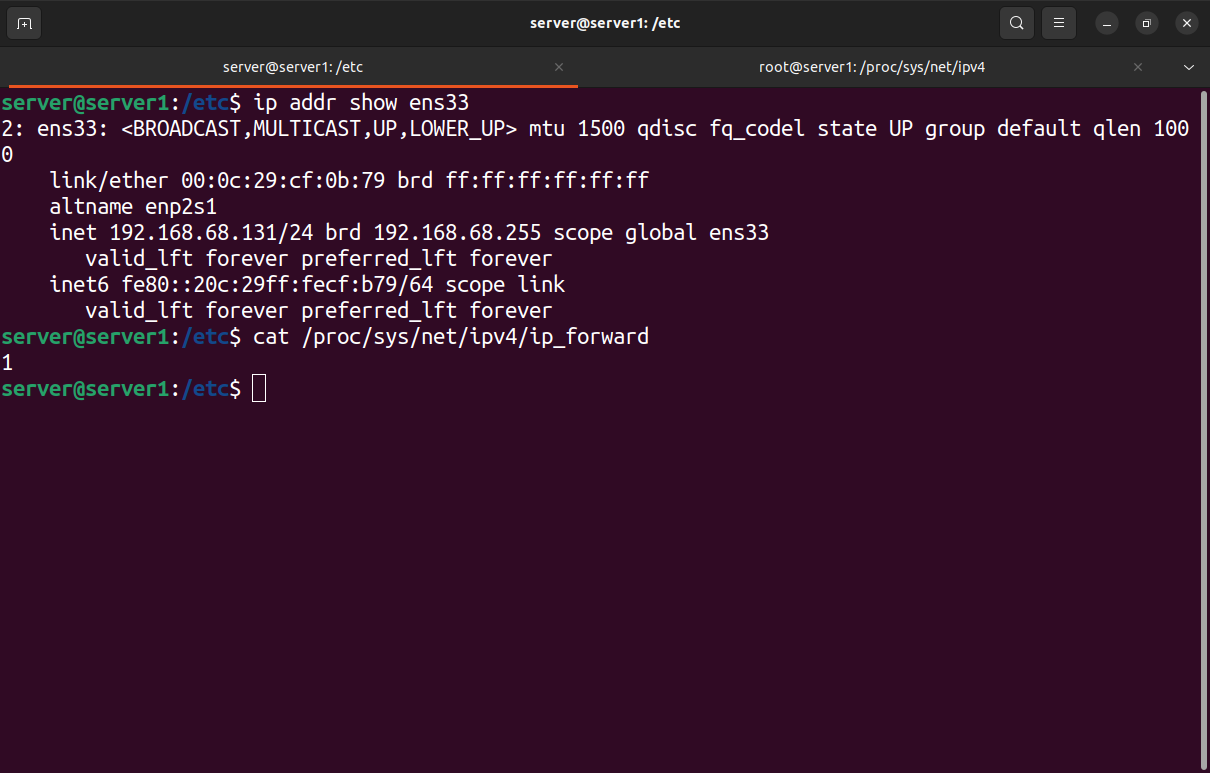 server@server1: /etc
server@server1: /etc
root@server1: /proc/sys/net/ipv4
server@server1:/etc$ ip addr show ens33
2: ens33: <BROADCAST,MULTICAST,UP,LOWER_UP> mtu 1500 qdisc fq_codel state UP group default qlen 100
0
    link/ether 00:0c:29:cf:0b:79 brd ff:ff:ff:ff:ff:ff
    altname enp2s1
    inet 192.168.68.131/24 brd 192.168.68.255 scope global ens33
       valid_lft forever preferred_lft forever
    inet6 fe80::20c:29ff:fecf:b79/64 scope link
       valid_lft forever preferred_lft forever
server@server1:/etc$ cat /proc/sys/net/ipv4/ip_forward
1
server@server1:/etc$